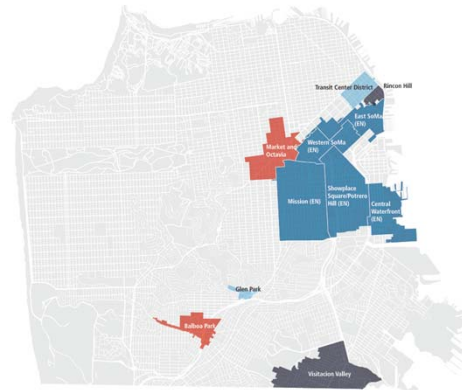 Transit Center District
Rincon Hill
East SoMa
(EN)
Western SoMa
(EN)
Market and
Octavia
Mission (EN)
Showplace
Square/Potrero
Hill (EN)
Central
Waterfront
(EN)
Glen Park
Balboa Park
Visitacion Valley